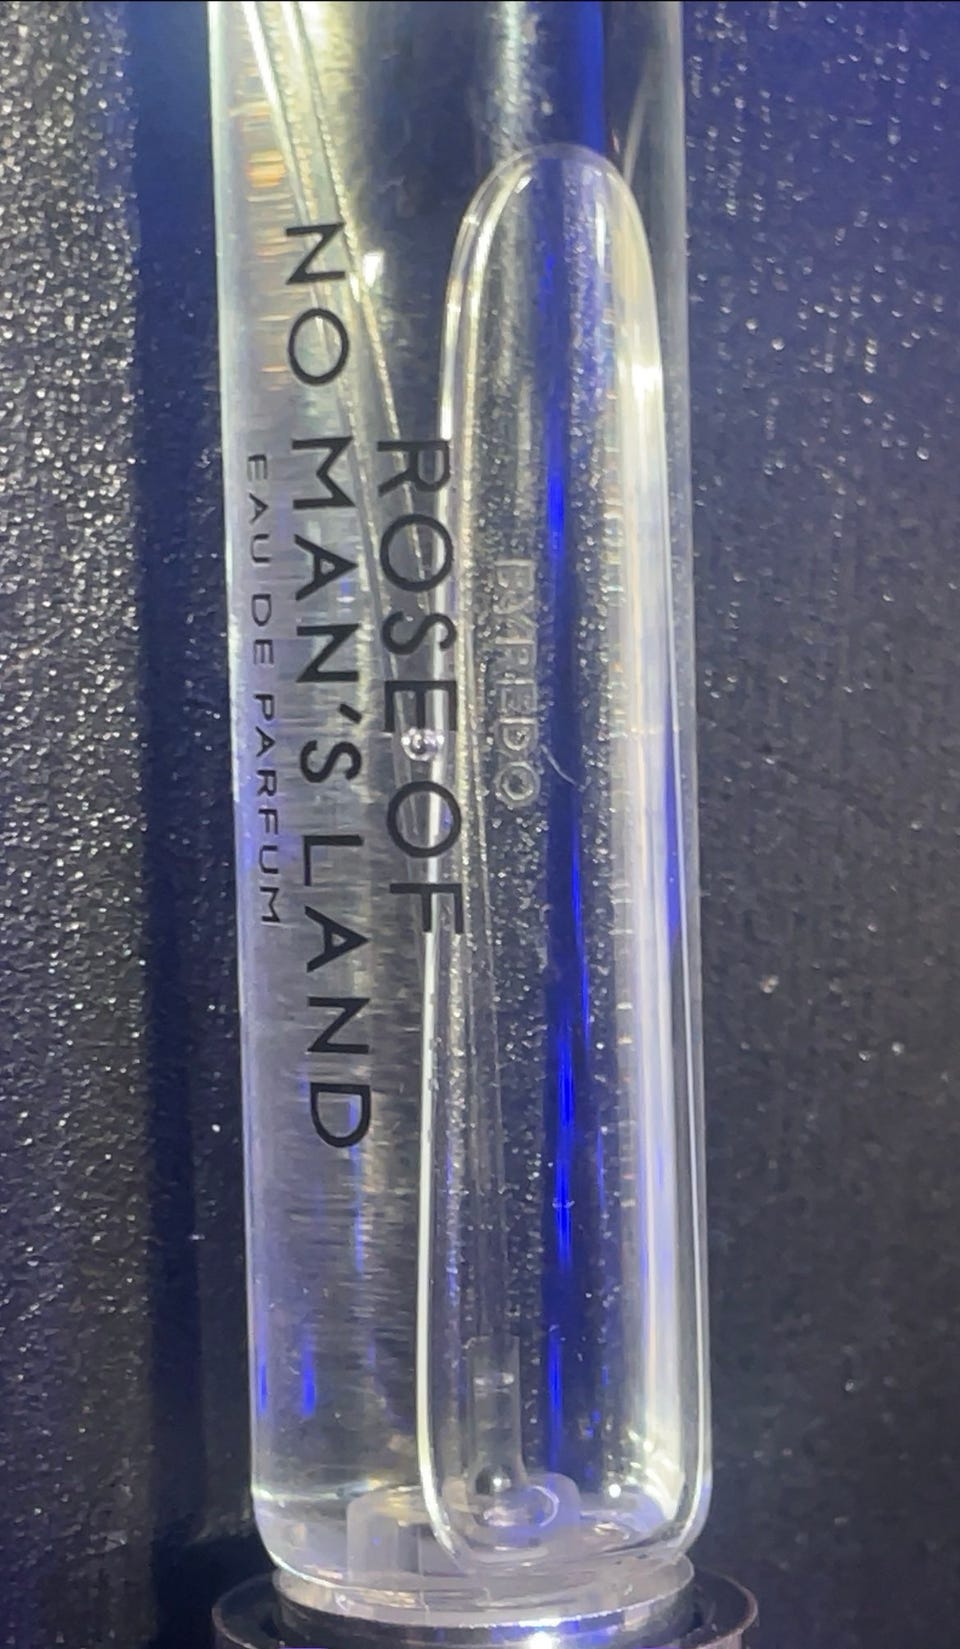 BYREDO
ROSE OF
NO MAN'S LAND
EAU DE PARFUM